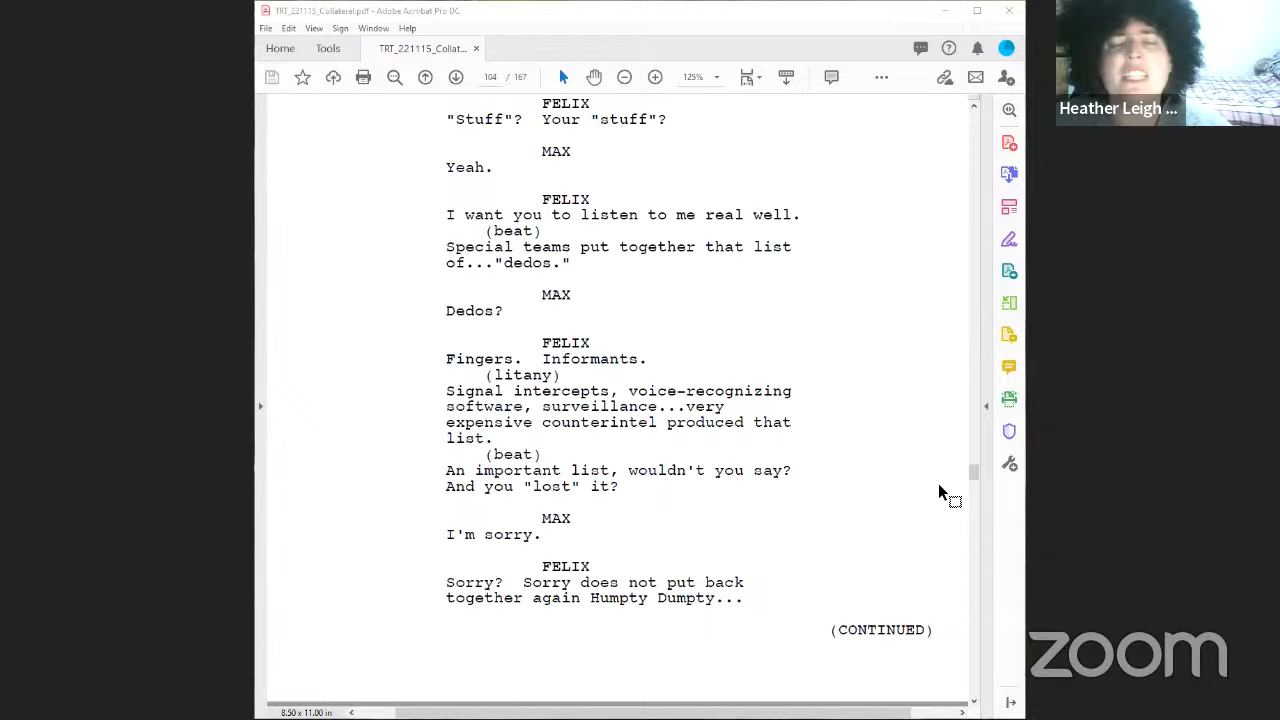 TRT_221115_Collateral.pdf - Adobe Acrobat Pro DC
File Edit View Sign Window Help
Home Tools TRT_221115_Collat... ×
104 / 167 125%
FELIX
"Stuff"? Your "stuff"?
MAX
Yeah.
FELIX
I want you to listen to me real well.
(beat)
Special teams put together that list
of..."dedos."
MAX
Dedos?
FELIX
Fingers. Informants.
(litany)
Signal intercepts, voice-recognizing
software, surveillance...very
expensive counterintel produced that
list.
(beat)
An important list, wouldn't you say?
And you "lost" it?
MAX
I'm sorry.
FELIX
Sorry? Sorry does not put back
together again Humpty Dumpty...
(CONTINUED)
8.50 x 11.00 in
Heather Leigh ...
zoom